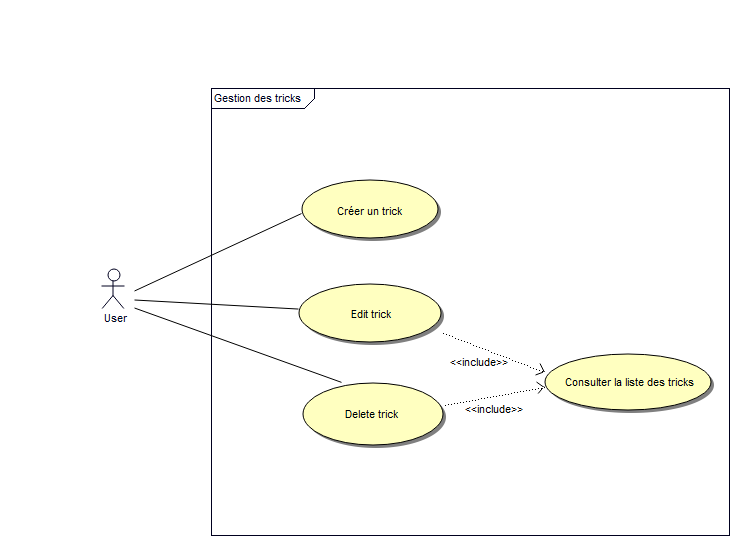 Gestion des tricks
Créer un trick
User
Edit trick
<<include>>
Consulter la liste des tricks
Delete trick
<<include>>